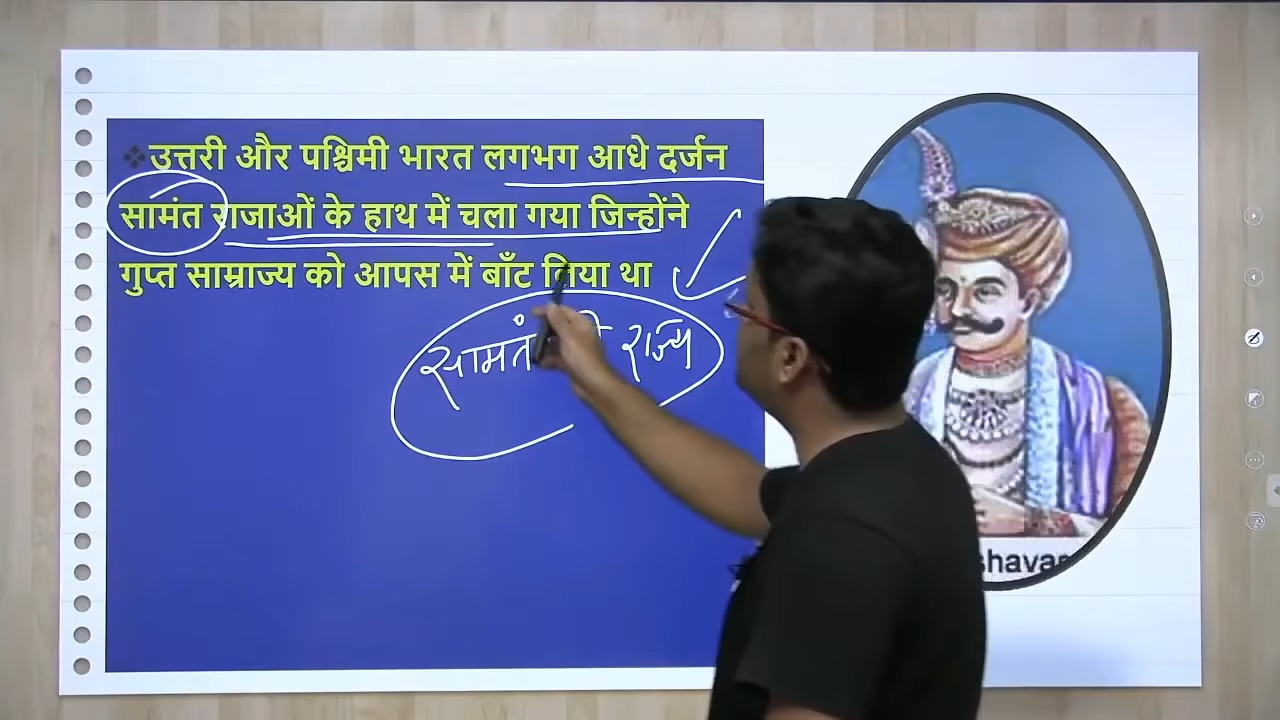 उत्तरी और पश्चिमी भारत लगभग आधे दर्जन
सामंत राजाओं के हाथ में चला गया जिन्होंने
गुप्त साम्राज्य को आपस में बाँट लिया था
राज्य